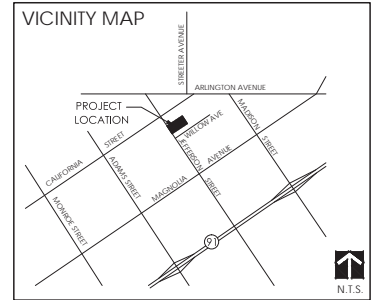 VICINITY MAP
STREETER AVENUE
ARLINGTON AVENUE
PROJECT
LOCATION
WILLOW AVE
MADISON
STREET
CALIFORNIA
STREET
JEFFERSON
STREET
ADAMS STREET
MAGNOLIA
AVENUE
MONROE STREET
91
N.T.S.